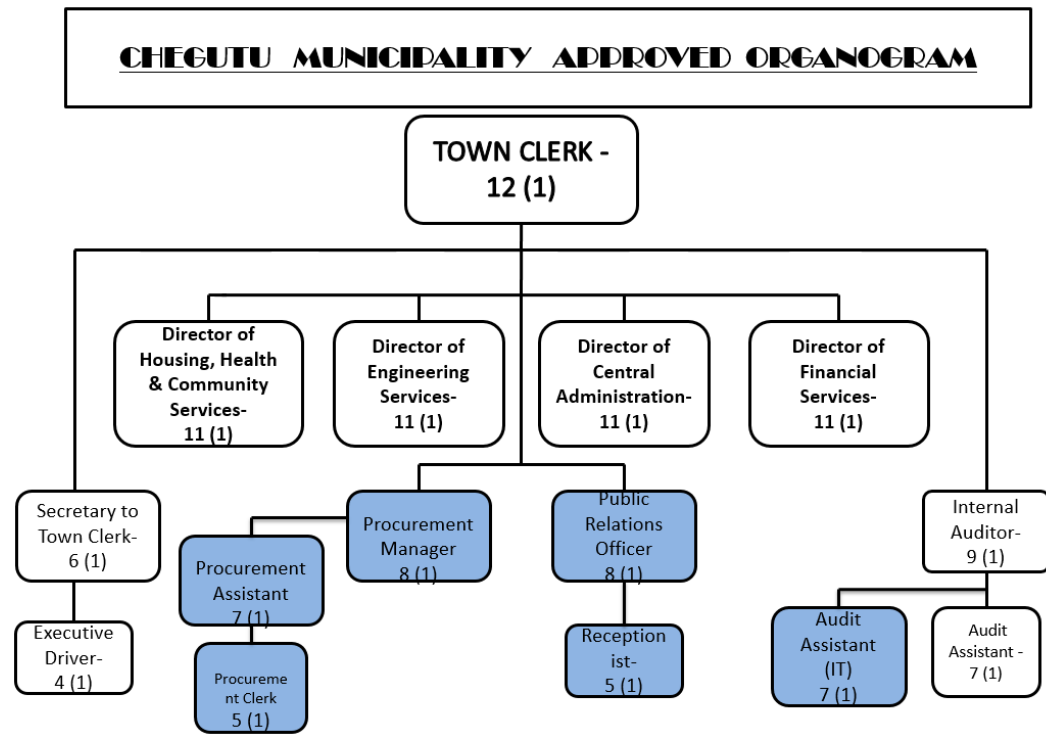 CHEGUTU MUNICIPALITY APPROVED ORGANOGRAM
TOWN CLERK -
12 (1)
Director of
Housing, Health
& Community
Services-
11 (1)
Director of
Engineering
Services-
11 (1)
Director of
Central
Administration-
11 (1)
Director of
Financial
Services-
11 (1)
Secretary to
Town Clerk-
6 (1)
Executive
Driver-
4 (1)
Procurement
Manager
8 (1)
Procurement
Assistant
7 (1)
Procureme
nt Clerk
5 (1)
Public
Relations
Officer
8 (1)
Reception
ist-
5 (1)
Internal
Auditor-
9 (1)
Audit
Assistant
(IT)
7 (1)
Audit
Assistant -
7 (1)